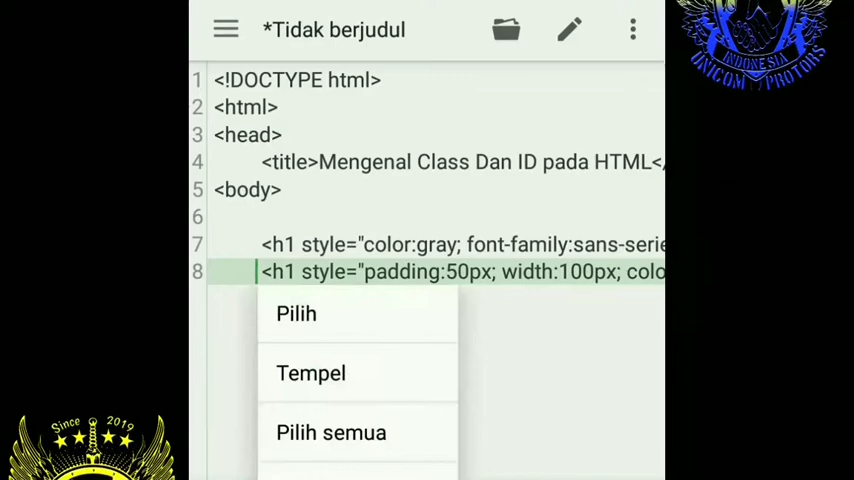 *Tidak berjudul
1 <!DOCTYPE html>
2 <html>
3 <head>
4 <title>Mengenal Class Dan ID pada HTML</
5 <body>
6
7 <h1 style="color:gray; font-family:sans-serie
8 <h1 style="padding:50px; width:100px; colo
Pilih
Tempel
Pilih semua
INDONESIA
UNICOM PROTORS
Since 2019